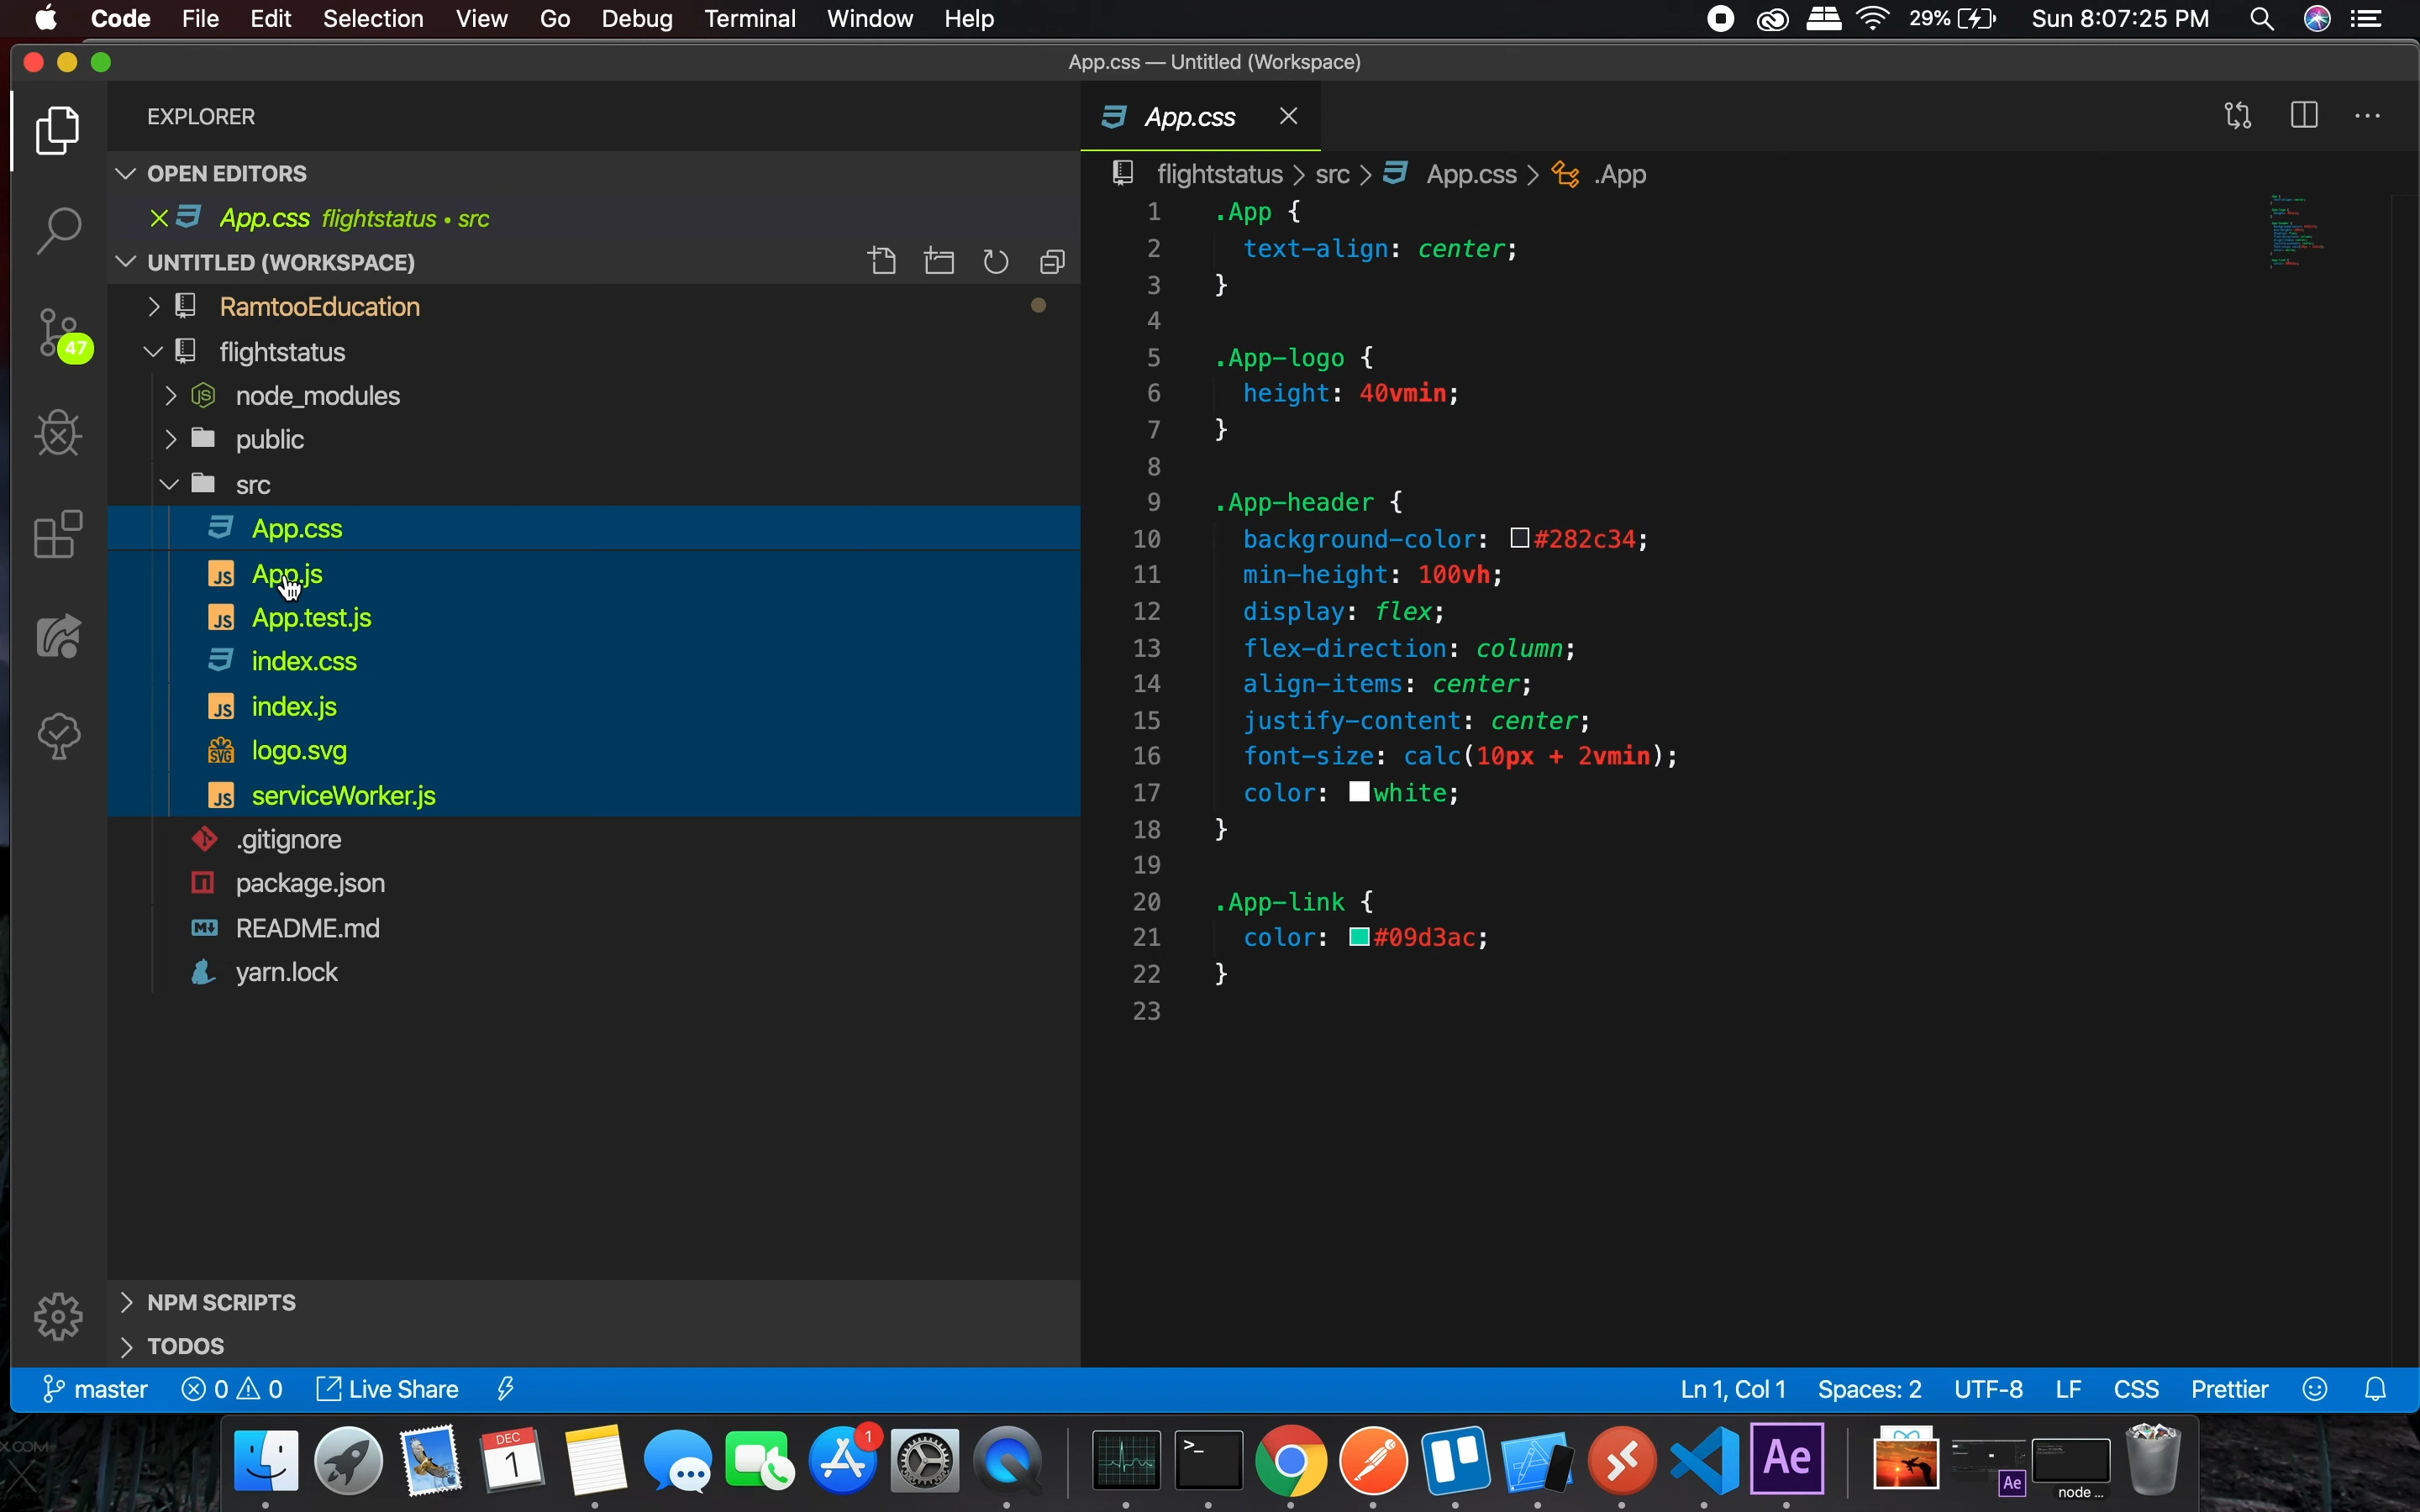 Code File Edit Selection View Go Debug Terminal Window Help 29% Sun 8:07:25 PM
App.css — Untitled (Workspace)
EXPLORER
App.css
OPEN EDITORS
App.css flightstatus • src
UNTITLED (WORKSPACE)
RamtooEducation
flightstatus
node_modules
public
src
App.css
App.js
App.test.js
index.css
index.js
logo.svg
serviceWorker.js
.gitignore
package.json
README.md
yarn.lock
NPM SCRIPTS
TODOS
47
flightstatus > src > App.css > .App
1 .App {
2 text-align: center;
3 }
4
5 .App-logo {
6 height: 40vmin;
7 }
8
9 .App-header {
10 background-color: #282c34;
11 min-height: 100vh;
12 display: flex;
13 flex-direction: column;
14 align-items: center;
15 justify-content: center;
16 font-size: calc(10px + 2vmin);
17 color: white;
18 }
19
20 .App-link {
21 color: #09d3ac;
22 }
23
master 0 0 Live Share Ln 1, Col 1 Spaces: 2 UTF-8 LF CSS Prettier
DEC
1
1
>_
Ae
Ae
node ...